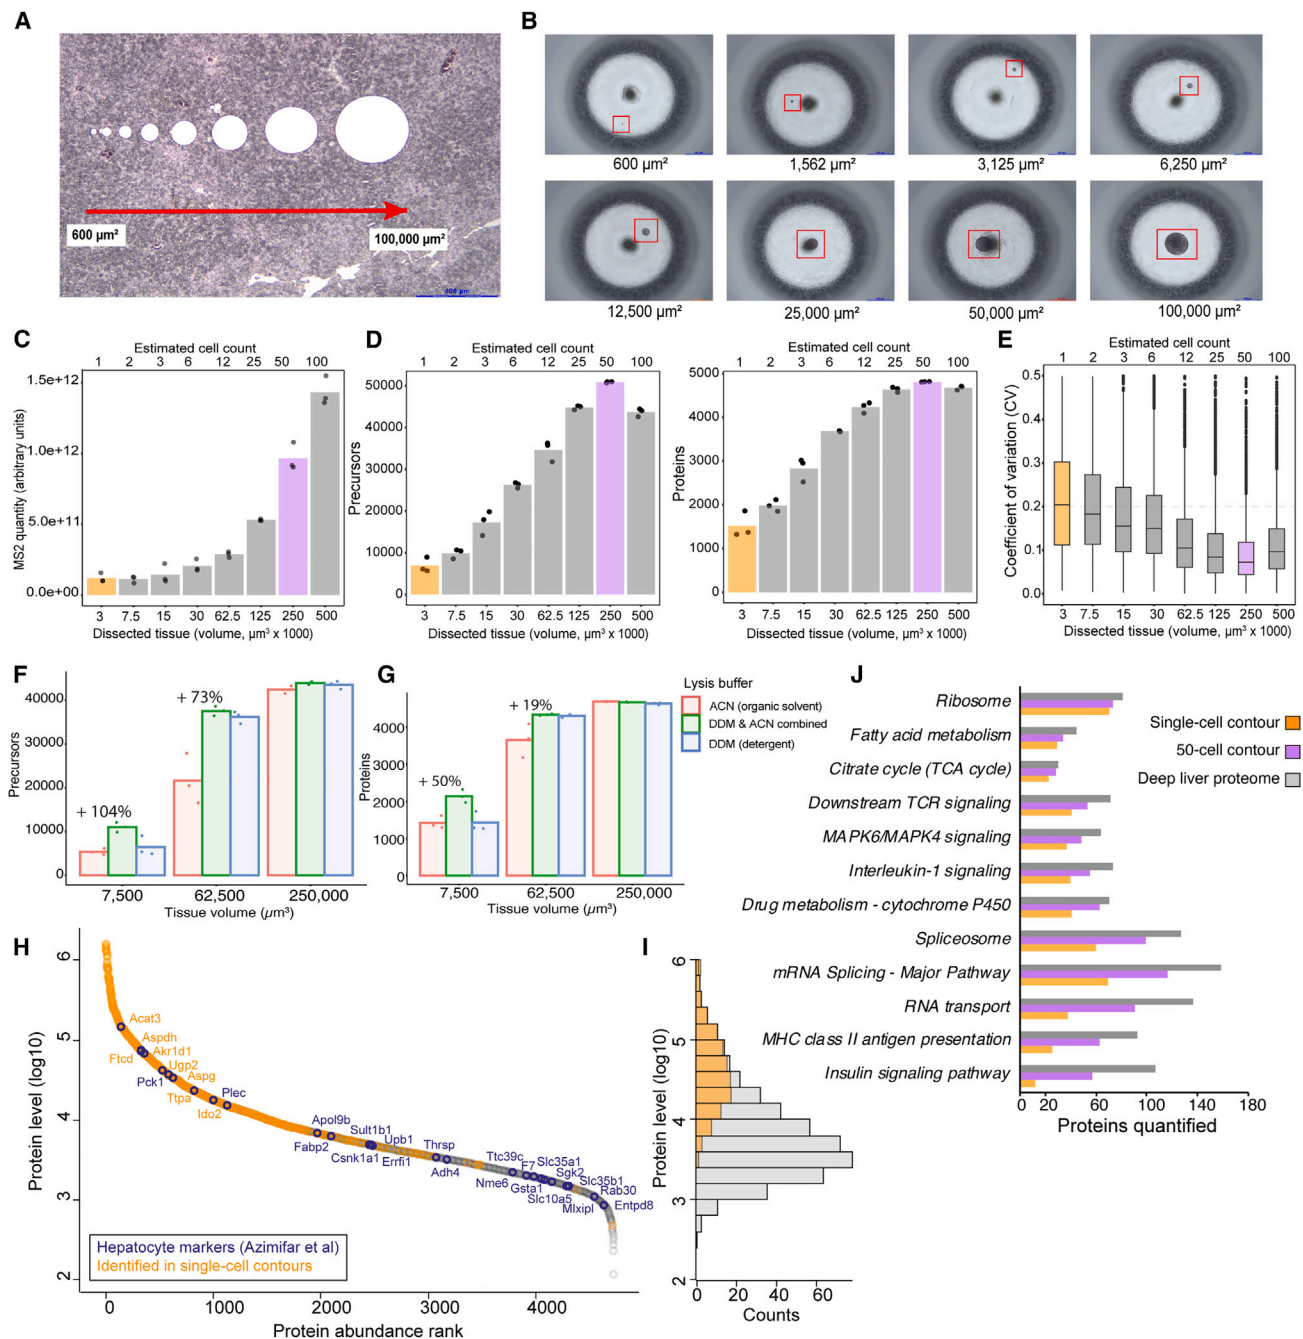 A
600 µm²
100,000 µm²
B
600 µm²
1,562 µm²
3,125 µm²
6,250 µm²
12,500 µm²
25,000 µm²
50,000 µm²
100,000 µm²
C
Estimated cell count
1 2 3 6 12 25 50 100
MS2 quantity (arbitrary units)
1.5e+12
1.0e+12
5.0e+11
0.0e+00
3 7.5 15 30 62.5 125 250 500
Dissected tissue (volume, µm³ x 1000)
D
Estimated cell count
1 2 3 6 12 25 50 100
Precursors
50000
40000
30000
20000
10000
0
3 7.5 15 30 62.5 125 250 500
Dissected tissue (volume, µm³ x 1000)
Estimated cell count
1 2 3 6 12 25 50 100
Proteins
5000
4000
3000
2000
1000
0
3 7.5 15 30 62.5 125 250 500
Dissected tissue (volume, µm³ x 1000)
E
Estimated cell count
1 2 3 6 12 25 50 100
Coefficient of variation (CV)
0.5
0.4
0.3
0.2
0.1
0.0
3 7.5 15 30 62.5 125 250 500
Dissected tissue (volume, µm³ x 1000)
F
Precursors
40000
30000
20000
10000
0
+ 104%
+ 73%
7,500 62,500 250,000
Tissue volume (µm³)
G
Proteins
4000
3000
2000
1000
0
+ 50%
+ 19%
7,500 62,500 250,000
Tissue volume (µm³)
Lysis buffer
ACN (organic solvent)
DDM & ACN combined
DDM (detergent)
H
Protein level (log10)
6
5
4
3
2
Acat3
Aspdh
Ftcd
Akr1d1
Ugp2
Pck1
Aspg
Ttpa
Plec
Ido2
Apol9b
Fabp2
Sult1b1
Csnk1a1
Upb1
Errfi1
Thrsp
Adh4
Ttc39c
Nme6
F7
Gsta1
Slc35a1
Slc10a5
Sgk2
Mlxipl
Slc35b1
Rab30
Entpd8
Hepatocyte markers (Azimifar et al)
Identified in single-cell contours
0 1000 2000 3000 4000
Protein abundance rank
I
Protein level (log10)
6
5
4
3
2
0 20 40 60
Counts
J
Ribosome
Fatty acid metabolism
Citrate cycle (TCA cycle)
Downstream TCR signaling
MAPK6/MAPK4 signaling
Interleukin-1 signaling
Drug metabolism - cytochrome P450
Spliceosome
mRNA Splicing - Major Pathway
RNA transport
MHC class II antigen presentation
Insulin signaling pathway
Single-cell contour
50-cell contour
Deep liver proteome
0 20 60 100 140 180
Proteins quantified